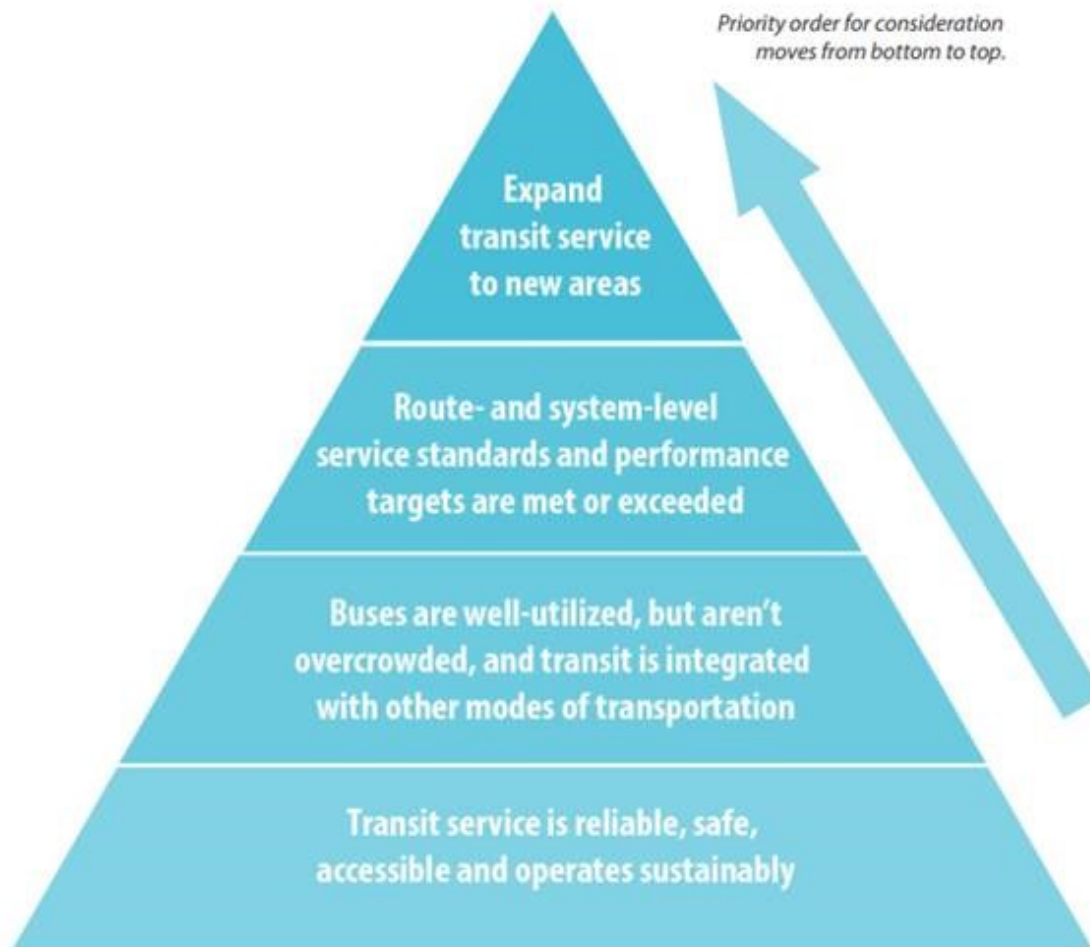 Priority order for consideration
moves from bottom to top.
Expand
transit service
to new areas
Route- and system-level
service standards and performance
targets are met or exceeded
Buses are well-utilized, but aren’t
overcrowded, and transit is integrated
with other modes of transportation
Transit service is reliable, safe,
accessible and operates sustainably